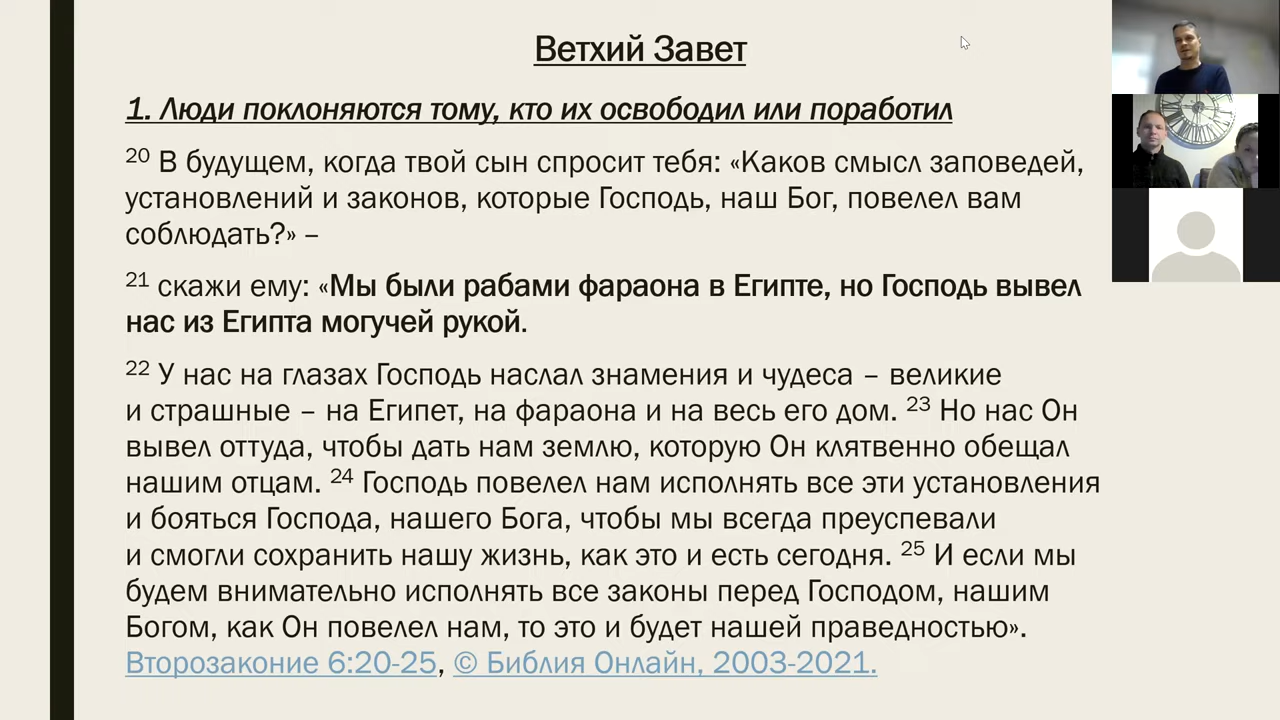 Ветхий Завет
1. Люди поклоняются тому, кто их освободил или поработил
20 В будущем, когда твой сын спросит тебя: «Каков смысл заповедей,
установлений и законов, которые Господь, наш Бог, повелел вам
соблюдать?» –
21 скажи ему: «Мы были рабами фараона в Египте, но Господь вывел
нас из Египта могучей рукой.
22 У нас на глазах Господь наслал знамения и чудеса – великие
и страшные – на Египет, на фараона и на весь его дом. 23 Но нас Он
вывел оттуда, чтобы дать нам землю, которую Он клятвенно обещал
нашим отцам. 24 Господь повелел нам исполнять все эти установления
и бояться Господа, нашего Бога, чтобы мы всегда преуспевали
и смогли сохранить нашу жизнь, как это и есть сегодня. 25 И если мы
будем внимательно исполнять все законы перед Господом, нашим
Богом, как Он повелел нам, то это и будет нашей праведностью».
Второзаконие 6:20-25, © Библия Онлайн, 2003-2021.